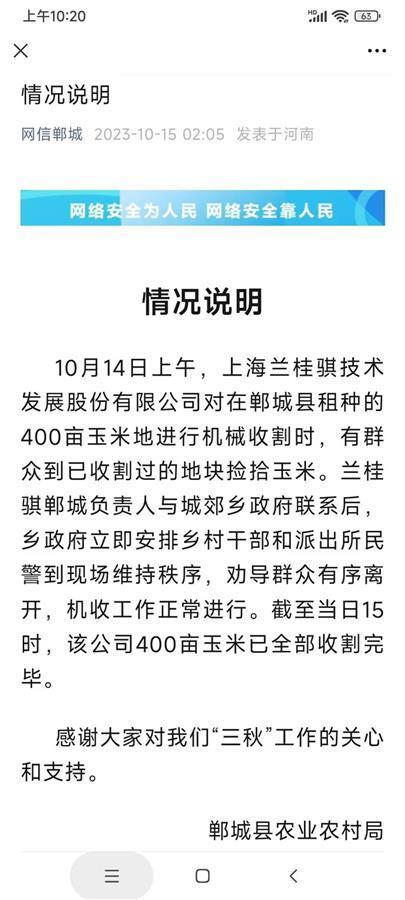 上午10:20
HD
63
情况说明
网信郸城 2023-10-15 02:05 发表于河南
网络安全为人民 网络安全靠人民
情况说明
10月14日上午，上海兰桂骐技术
发展股份有限公司对在郸城县租种的
400亩玉米地进行机械收割时，有群
众到已收割过的地块捡拾玉米。兰桂
骐郸城负责人与城郊乡政府联系后，
乡政府立即安排乡村干部和派出所民
警到现场维持秩序，劝导群众有序离
开，机收工作正常进行。截至当日15
时，该公司400亩玉米已全部收割完
毕。
感谢大家对我们“三秋”工作的关心
和支持。
郸城县农业农村局